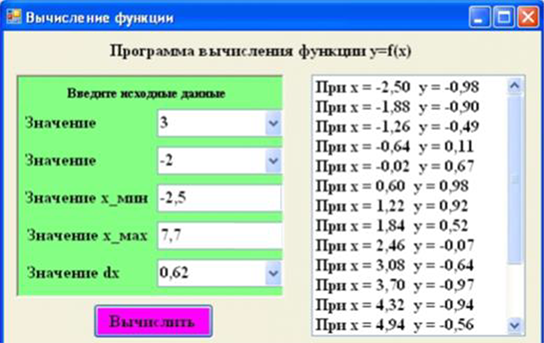 Вычисление функции
Программа вычисления функции y=f(x)
Введите исходные данные
Значение 3
Значение -2
Значение x_мин -2,5
Значение x_мах 7,7
Значение dx 0,62
Вычислить
При x = -2,50 y = -0,98
При x = -1,88 y = -0,90
При x = -1,26 y = -0,49
При x = -0,64 y = 0,11
При x = -0,02 y = 0,67
При x = 0,60 y = 0,98
При x = 1,22 y = 0,92
При x = 1,84 y = 0,52
При x = 2,46 y = -0,07
При x = 3,08 y = -0,64
При x = 3,70 y = -0,97
При x = 4,32 y = -0,94
При x = 4,94 y = -0,56